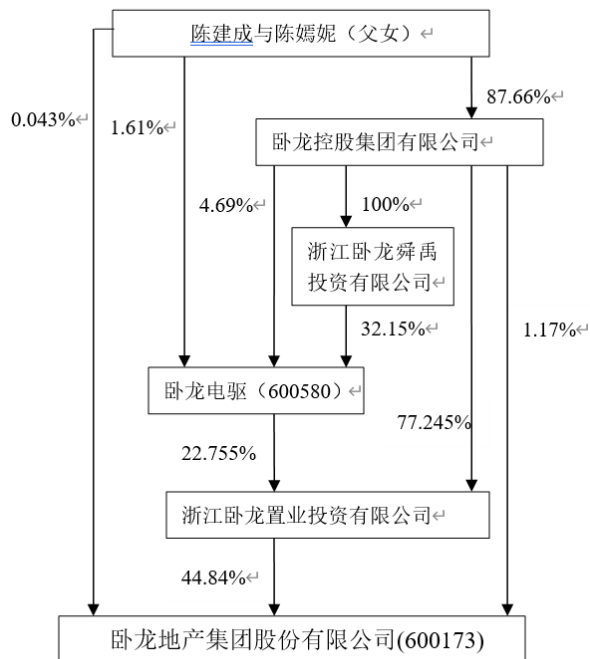 陈建成与陈嫣妮（父女）↵
0.043%
1.61%↵
87.66%↵
卧龙控股集团有限公司↵
4.69%↵
100%↵
浙江卧龙舜禹
投资有限公司↵
32.15%↵
1.17%↵
卧龙电驱（600580）↵
77.245%
22.755%
浙江卧龙置业投资有限公司↵
44.84%↵
卧龙地产集团股份有限公司(600173)